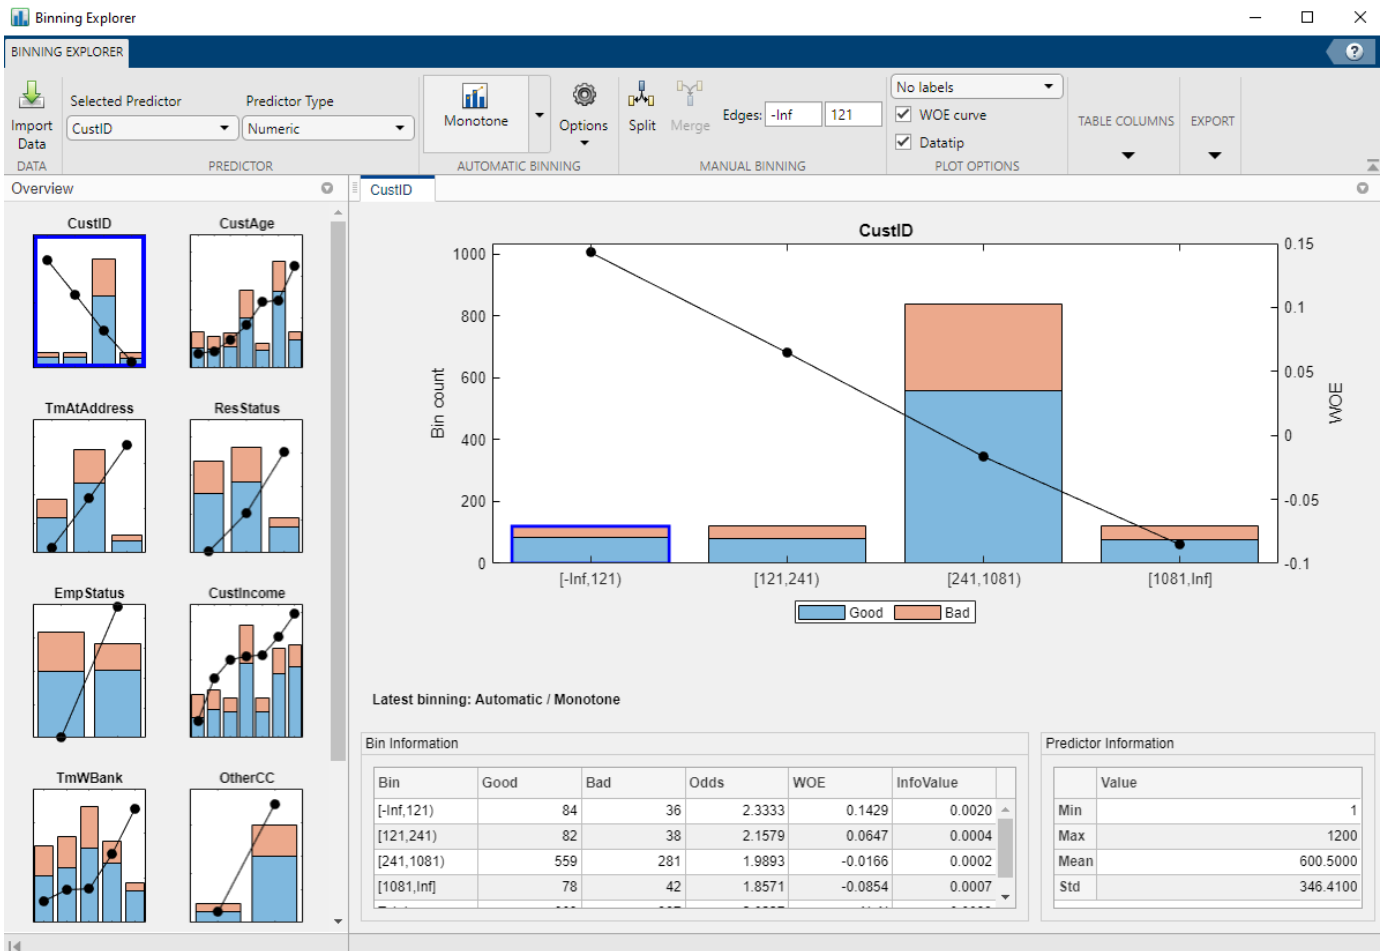 Binning Explorer
BINNING EXPLORER
?
Import Data
Selected Predictor
CustID
Predictor Type
Numeric
Monotone
Options
Split
Merge
Edges: -Inf 121
No labels
WOE curve
Datatip
TABLE COLUMNS
EXPORT
DATA
PREDICTOR
AUTOMATIC BINNING
MANUAL BINNING
PLOT OPTIONS
Overview
CustID
CustAge
TmAtAddress
ResStatus
EmpStatus
CustIncome
TmWBank
OtherCC
CustID
CustID
1000
800
600
400
200
0
Bin count
0.15
0.1
0.05
0
-0.05
-0.1
WOE
[-Inf,121)
[121,241)
[241,1081)
[1081,Inf]
Good
Bad
Latest binning: Automatic / Monotone
Bin Information
Bin Good Bad Odds WOE InfoValue
[-Inf,121) 84 36 2.3333 0.1429 0.0020
[121,241) 82 38 2.1579 0.0647 0.0004
[241,1081) 559 281 1.9893 -0.0166 0.0002
[1081,Inf] 78 42 1.8571 -0.0854 0.0007
Predictor Information
Value
Min 1
Max 1200
Mean 600.5000
Std 346.4100